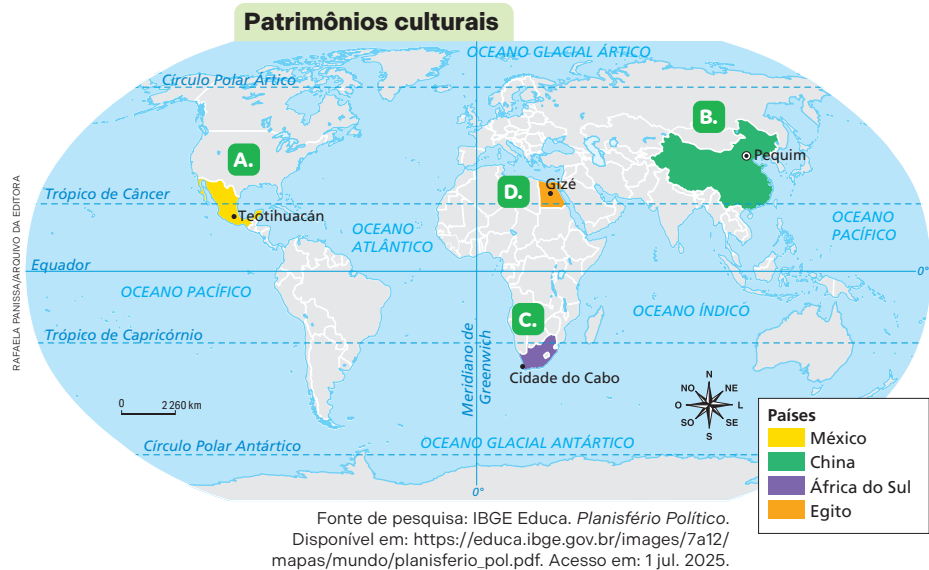 Patrimônios culturais
OCEANO GLACIAL ÁRTICO
Círculo Polar Ártico
B.
A.
Pequim
D.
Gizé
Trópico de Câncer
Teotihuacán
OCEANO
ATLÂNTICO
OCEANO
PACÍFICO
Equador
0°
OCEANO PACÍFICO
OCEANO ÍNDICO
C.
Trópico de Capricórnio
Meridiano de
Greenwich
Cidade do Cabo
0 2 260 km
N
NO NE
O L
SO SE
S
Círculo Polar Antártico
OCEANO GLACIAL ANTÁRTICO
0°
Países
México
China
África do Sul
Egito
RAFAELA PANISSA/ARQUIVO DA EDITORA
Fonte de pesquisa: IBGE Educa. Planisfério Político.
Disponível em: https://educa.ibge.gov.br/images/7a12/
mapas/mundo/planisferio_pol.pdf. Acesso em: 1 jul. 2025.